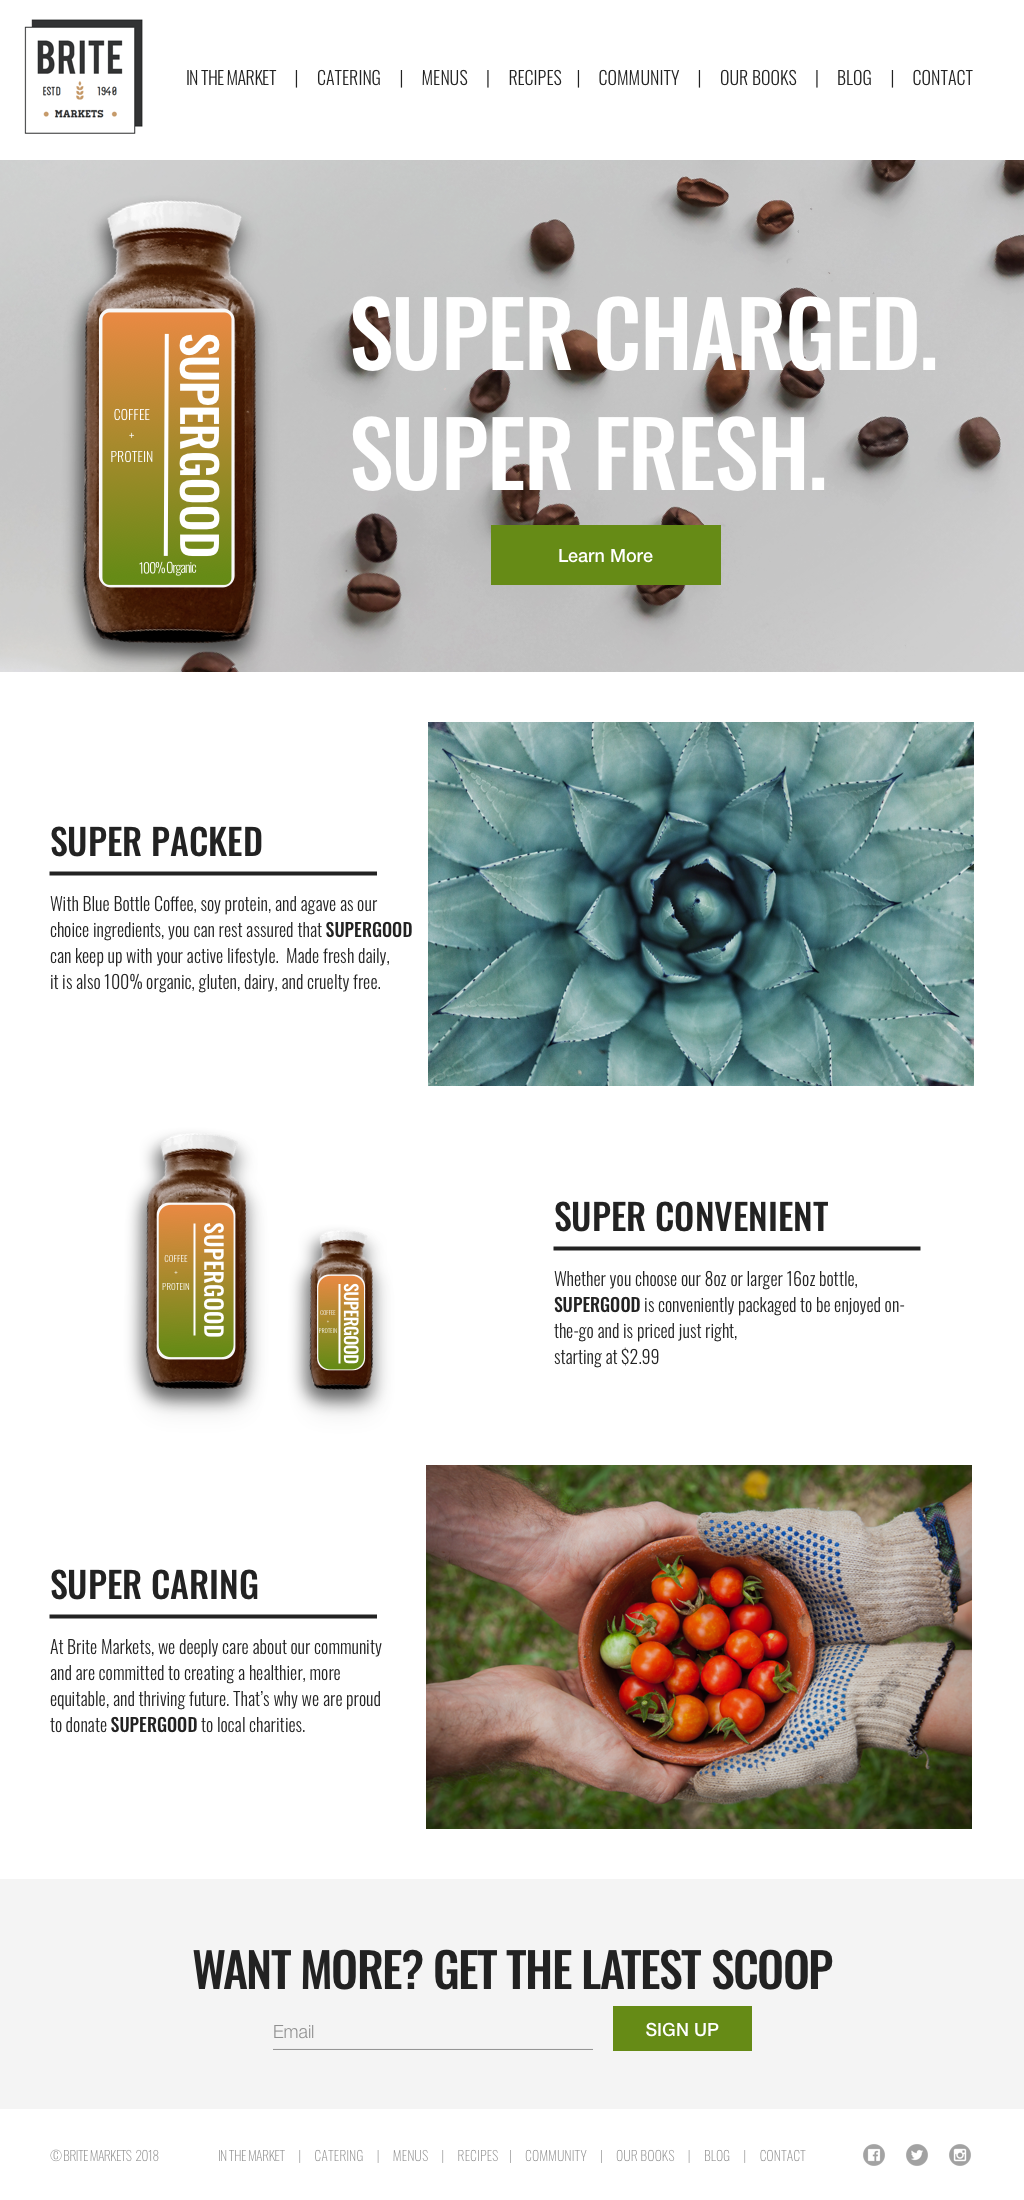 BRITE
ESTD 1940
MARKETS
IN THE MARKET | CATERING | MENUS | RECIPES | COMMUNITY | OUR BOOKS | BLOG | CONTACT
SUPER CHARGED.
SUPER FRESH.
COFFEE
+
PROTEIN
SUPERGOOD
100% Organic
Learn More
SUPER PACKED
With Blue Bottle Coffee, soy protein, and agave as our
choice ingredients, you can rest assured that SUPERGOOD
can keep up with your active lifestyle. Made fresh daily,
it is also 100% organic, gluten, dairy, and cruelty free.
COFFEE
+
PROTEIN
SUPERGOOD
COFFEE
+
PROTEIN
SUPERGOOD
SUPER CONVENIENT
Whether you choose our 8oz or larger 16oz bottle,
SUPERGOOD is conveniently packaged to be enjoyed on-
the-go and is priced just right,
starting at $2.99
SUPER CARING
At Brite Markets, we deeply care about our community
and are committed to creating a healthier, more
equitable, and thriving future. That's why we are proud
to donate SUPERGOOD to local charities.
WANT MORE? GET THE LATEST SCOOP
Email
SIGN UP
© BRITE MARKETS 2018
IN THE MARKET | CATERING | MENUS | RECIPES | COMMUNITY | OUR BOOKS | BLOG | CONTACT